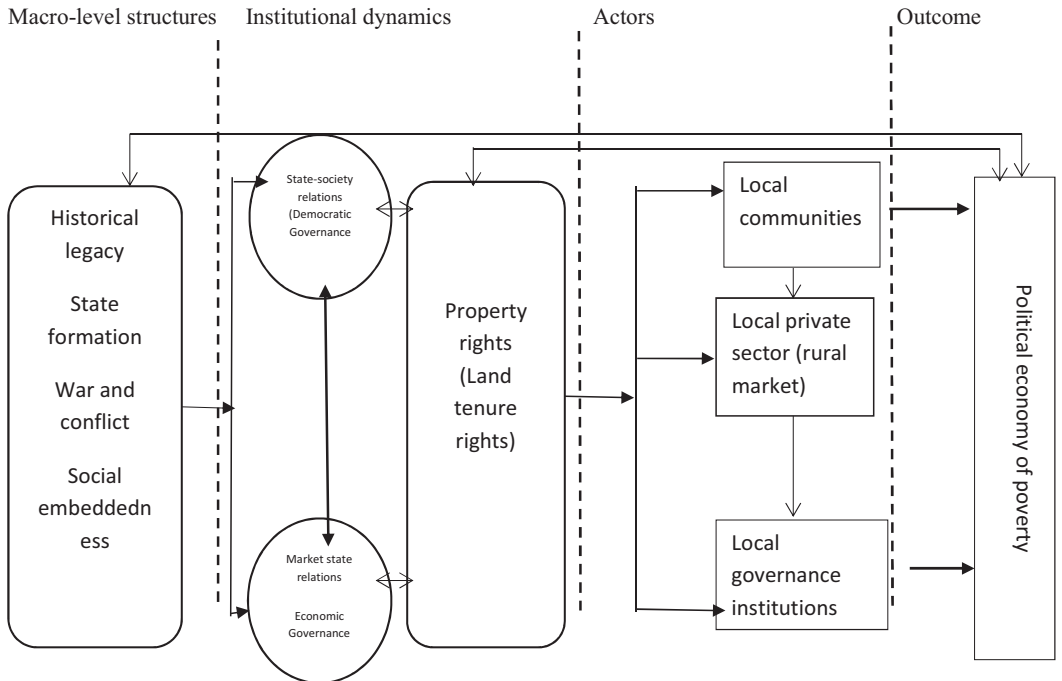 Macro-level structures
Institutional dynamics
Actors
Outcome
Historical
legacy
State
formation
War and
conflict
Social
embeddedn
ess
State-society
relations
(Democratic
Governance
Market state
relations
Economic
Governance
Property
rights
(Land
tenure
rights)
Local
communities
Local private
sector (rural
market)
Local
governance
institutions
Political economy of poverty